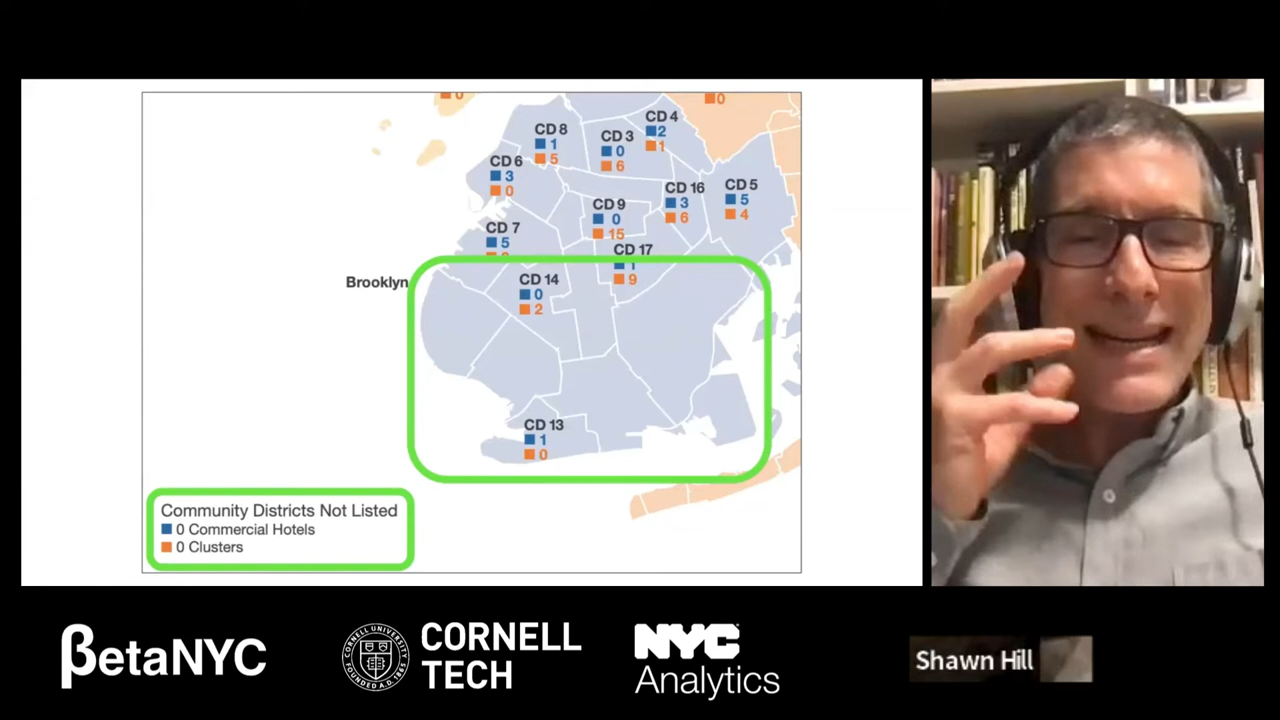 0
0
CD 8
1
5
CD 3
0
6
CD 4
2
1
CD 6
3
0
CD 16
3
6
CD 5
5
4
CD 9
0
15
CD 7
5
CD 17
1
9
Brooklyn
CD 14
0
2
CD 13
1
0
Community Districts Not Listed
0 Commercial Hotels
0 Clusters
βetaNYC
CORNELL
TECH
NYC
Analytics
Shawn Hill